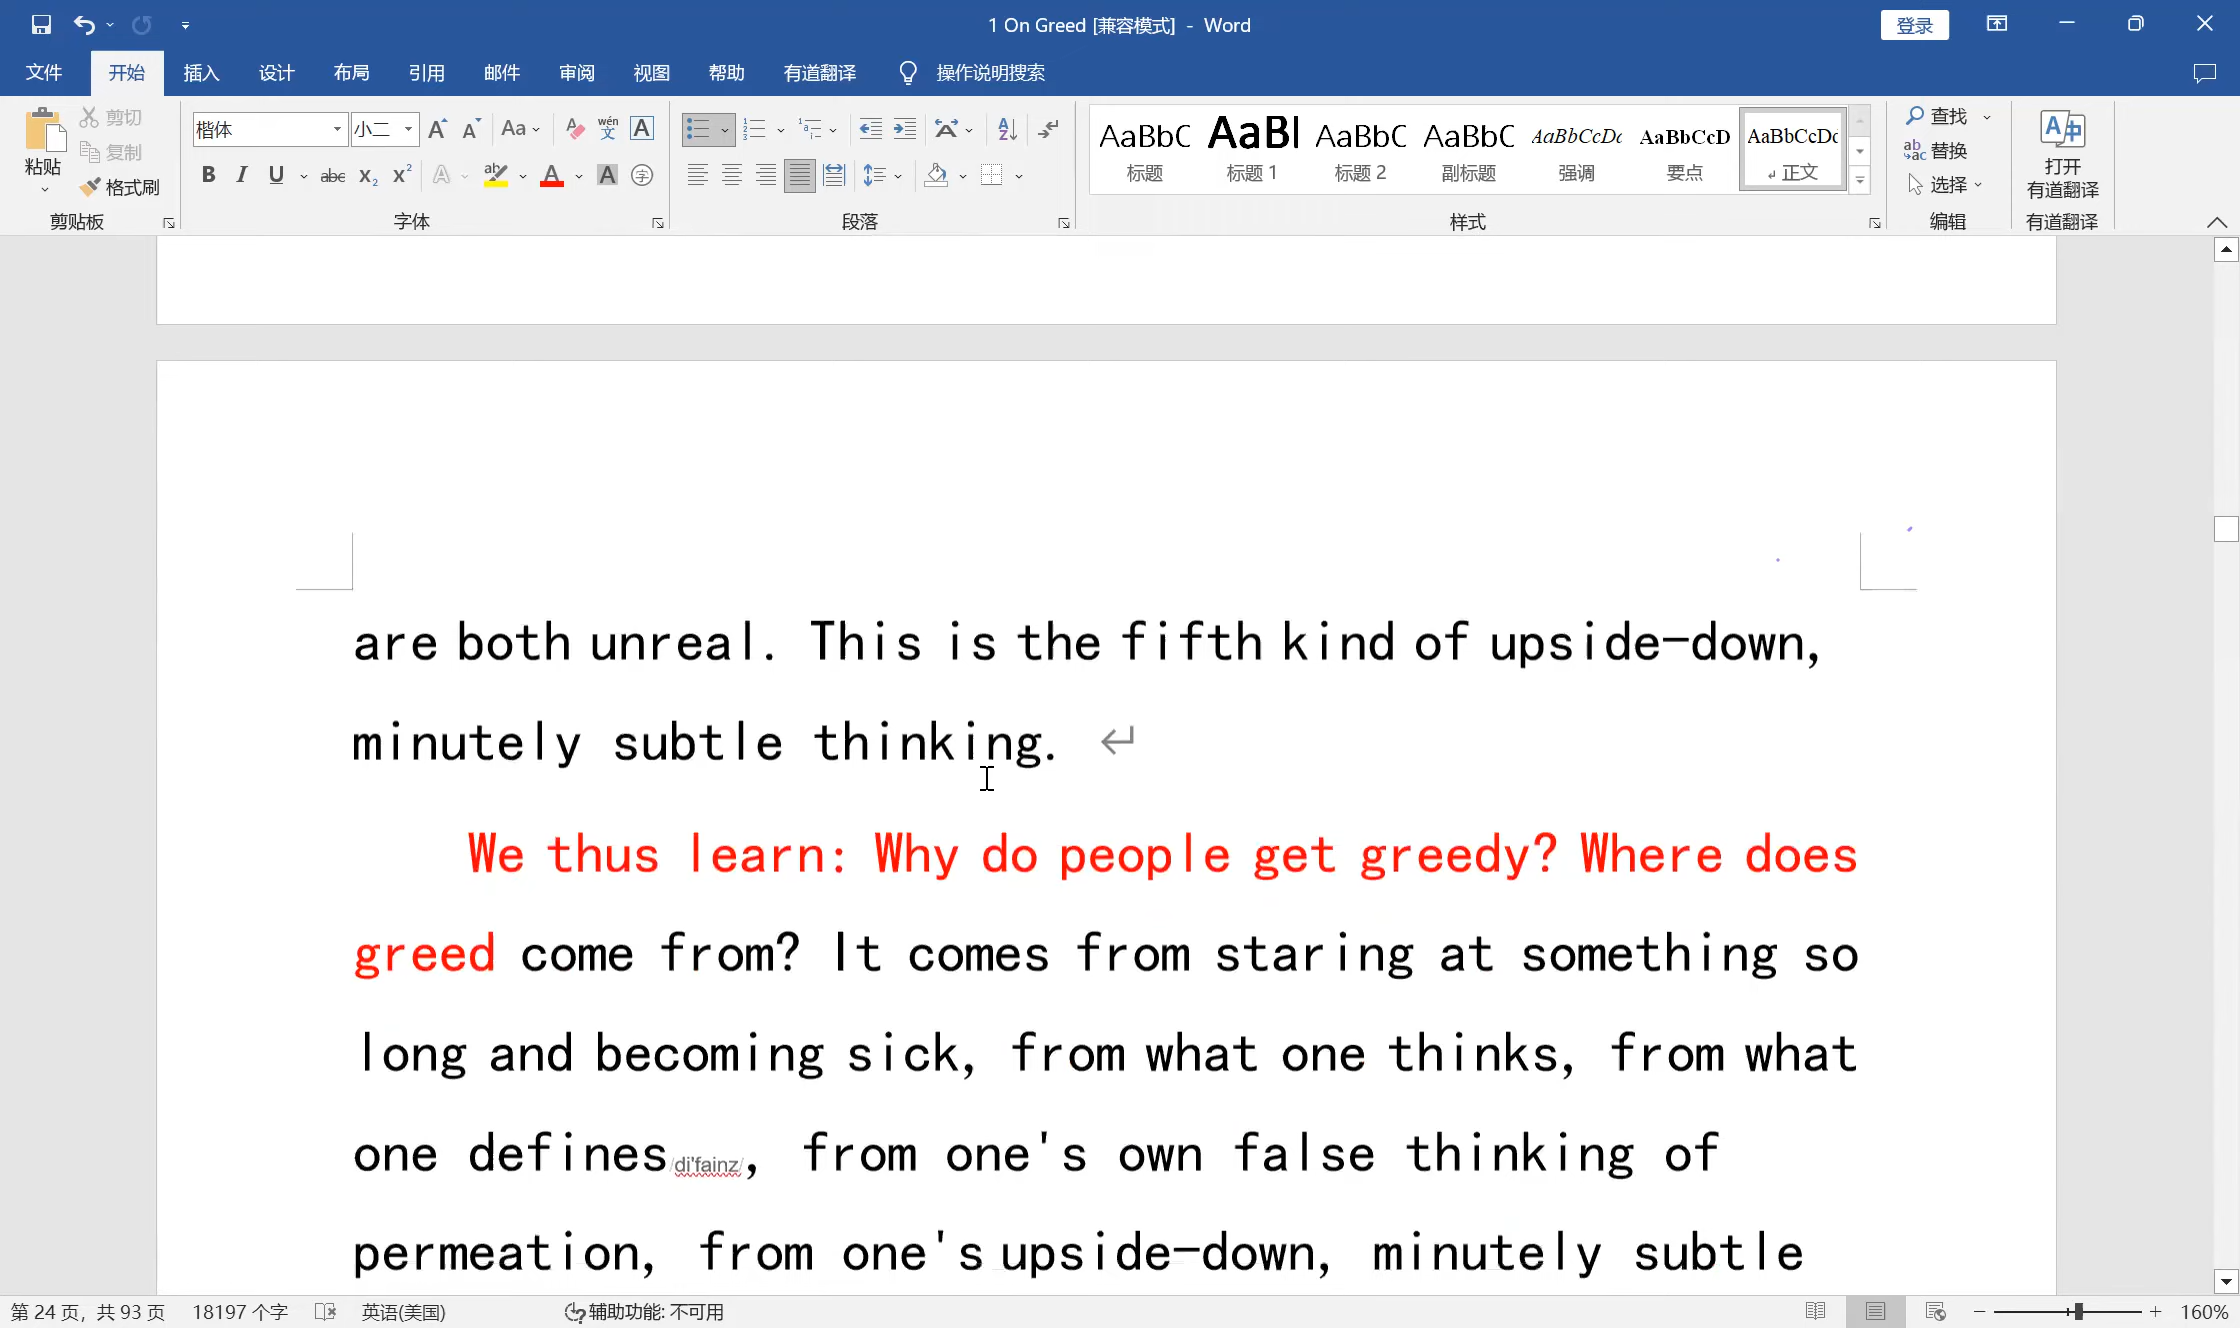 1 On Greed [兼容模式] - Word
登录
文件 开始 插入 设计 布局 引用 邮件 审阅 视图 帮助 有道翻译 操作说明搜索
粘贴 剪切 复制 格式刷
剪贴板
楷体 小二 Aa wén 文 A
B I U abc X₂ X² A ab A A 字
字体
段落
AaBbC AaBl AaBbC AaBbC AaBbCcDc AaBbCcD AaBbCcDc
标题 标题 1 标题 2 副标题 强调 要点 ↲正文
样式
查找
替换
选择
编辑
打开
有道翻译
有道翻译
are both unreal. This is the fifth kind of upside-down,
minutely subtle thinking. ↵
We thus learn: Why do people get greedy? Where does
greed come from? It comes from staring at something so
long and becoming sick, from what one thinks, from what
one defines/di'fainz/, from one's own false thinking of
permeation, from one's upside-down, minutely subtle
第 24 页，共 93 页 18197 个字 英语(美国) 辅助功能: 不可用 160%